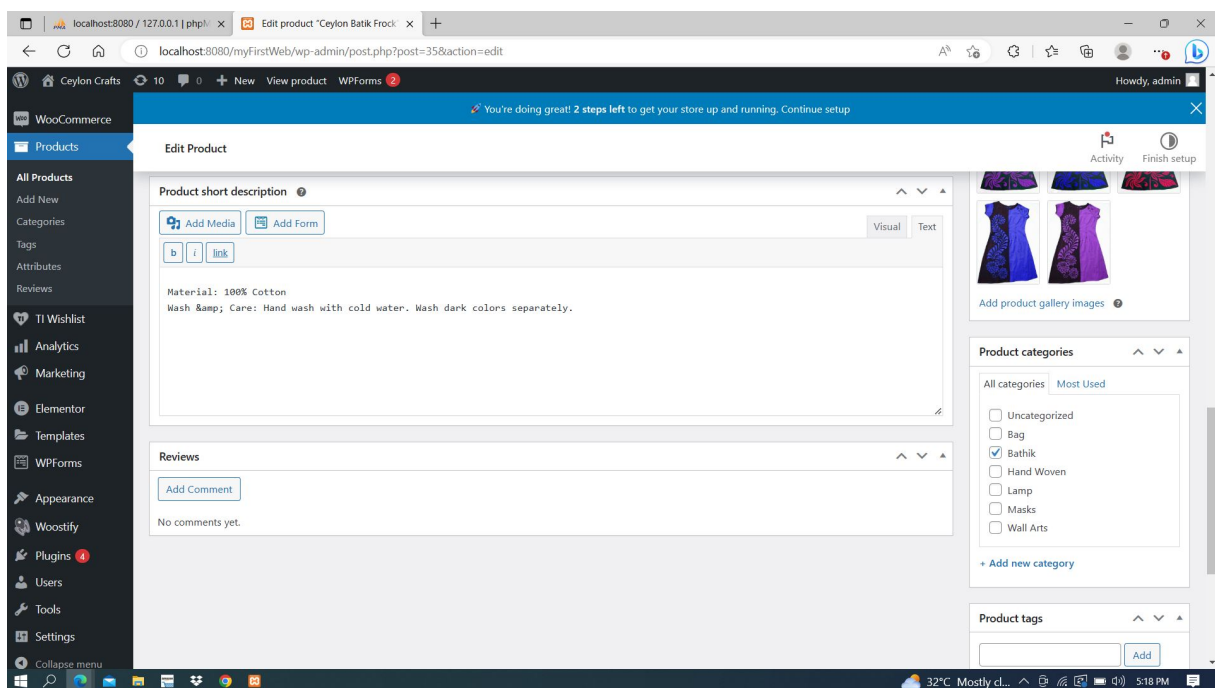 localhost:8080 / 127.0.0.1 | phpM
Edit product "Ceylon Batik Frock"
localhost:8080/myFirstWeb/wp-admin/post.php?post=35&action=edit
Ceylon Crafts 10 0 + New View product WPForms 2
Howdy, admin
🎉 You're doing great! 2 steps left to get your store up and running. Continue setup
WooCommerce
Products
All Products
Add New
Categories
Tags
Attributes
Reviews
TI Wishlist
Analytics
Marketing
Elementor
Templates
WPForms
Appearance
Woostify
Plugins 4
Users
Tools
Settings
Collapse menu
Edit Product
Activity
Finish setup
Product short description
Add Media
Add Form
Visual
Text
b
i
link
Material: 100% Cotton
Wash &amp; Care: Hand wash with cold water. Wash dark colors separately.
Reviews
Add Comment
No comments yet.
Add product gallery images
Product categories
All categories
Most Used
Uncategorized
Bag
Bathik
Hand Woven
Lamp
Masks
Wall Arts
+ Add new category
Product tags
Add
32°C Mostly cl...
5:18 PM